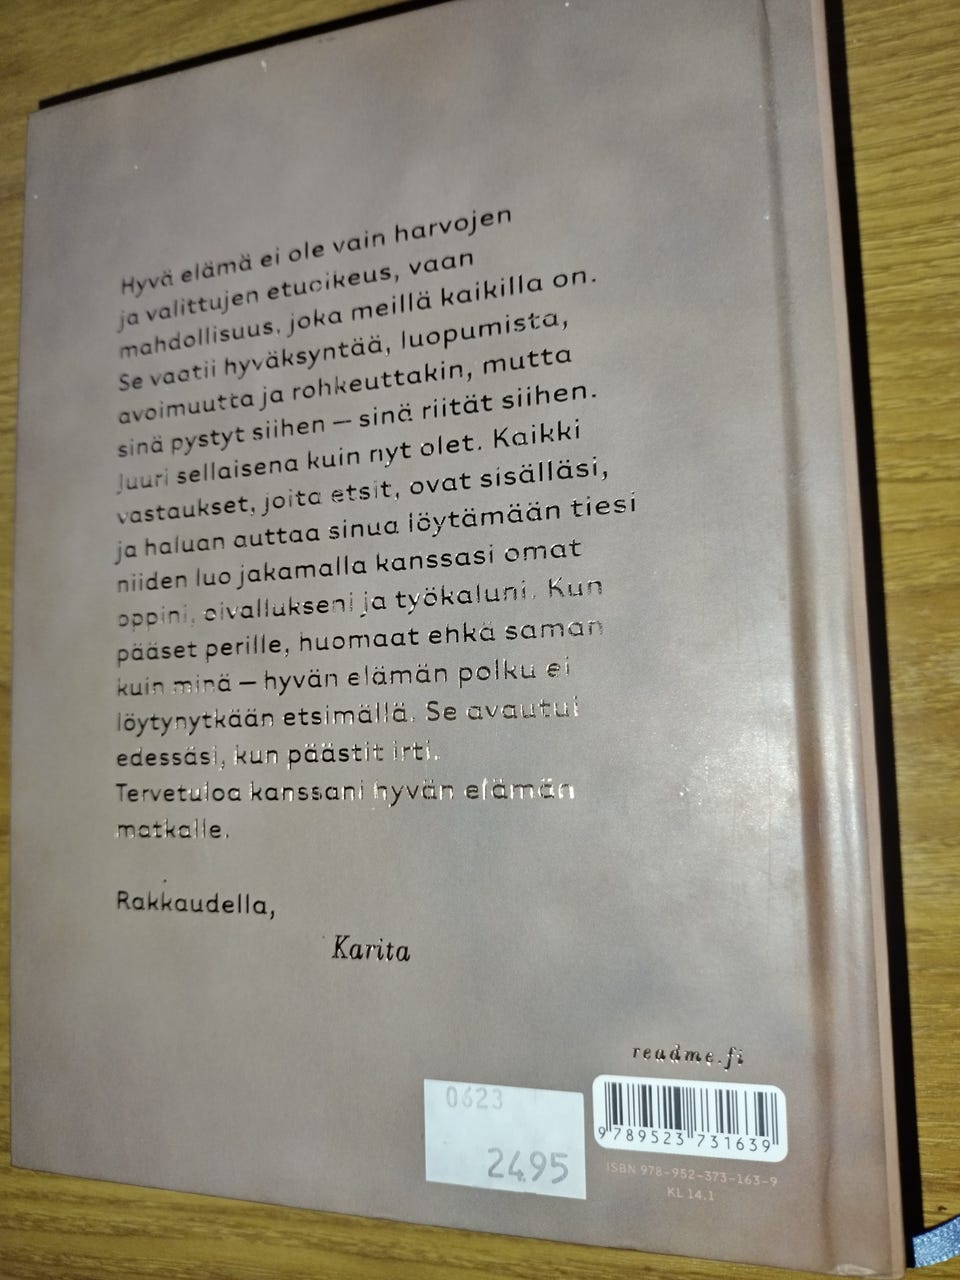 Hyvä elämä ei ole vain harvojen
ja valittujen etuoikeus, vaan
mahdollisuus, joka meillä kaikilla on.
Se vaatii hyväksyntää, luopumista,
avoimuutta ja rohkeuttakin, mutta
sinä pystyt siihen — sinä riität siihen.
Juuri sellaisena kuin nyt olet. Kaikki
vastaukset, joita etsit, ovat sisälläsi,
ja haluan auttaa sinua löytämään tiesi
niiden luo jakamalla kanssasi omat
oppini, oivallukseni ja työkaluni. Kun
pääset perille, huomaat ehkä saman
kuin minä — hyvän elämän polku ei
löytynytkään etsimällä. Se avautui
edessäsi, kun päästit irti.
Tervetuloa kanssani hyvän elämän
matkalle.
Rakkaudella,
Karita
readme.fi
0623
24.95
9 789523 731639
ISBN 978-952-373-163-9
KL 14.1